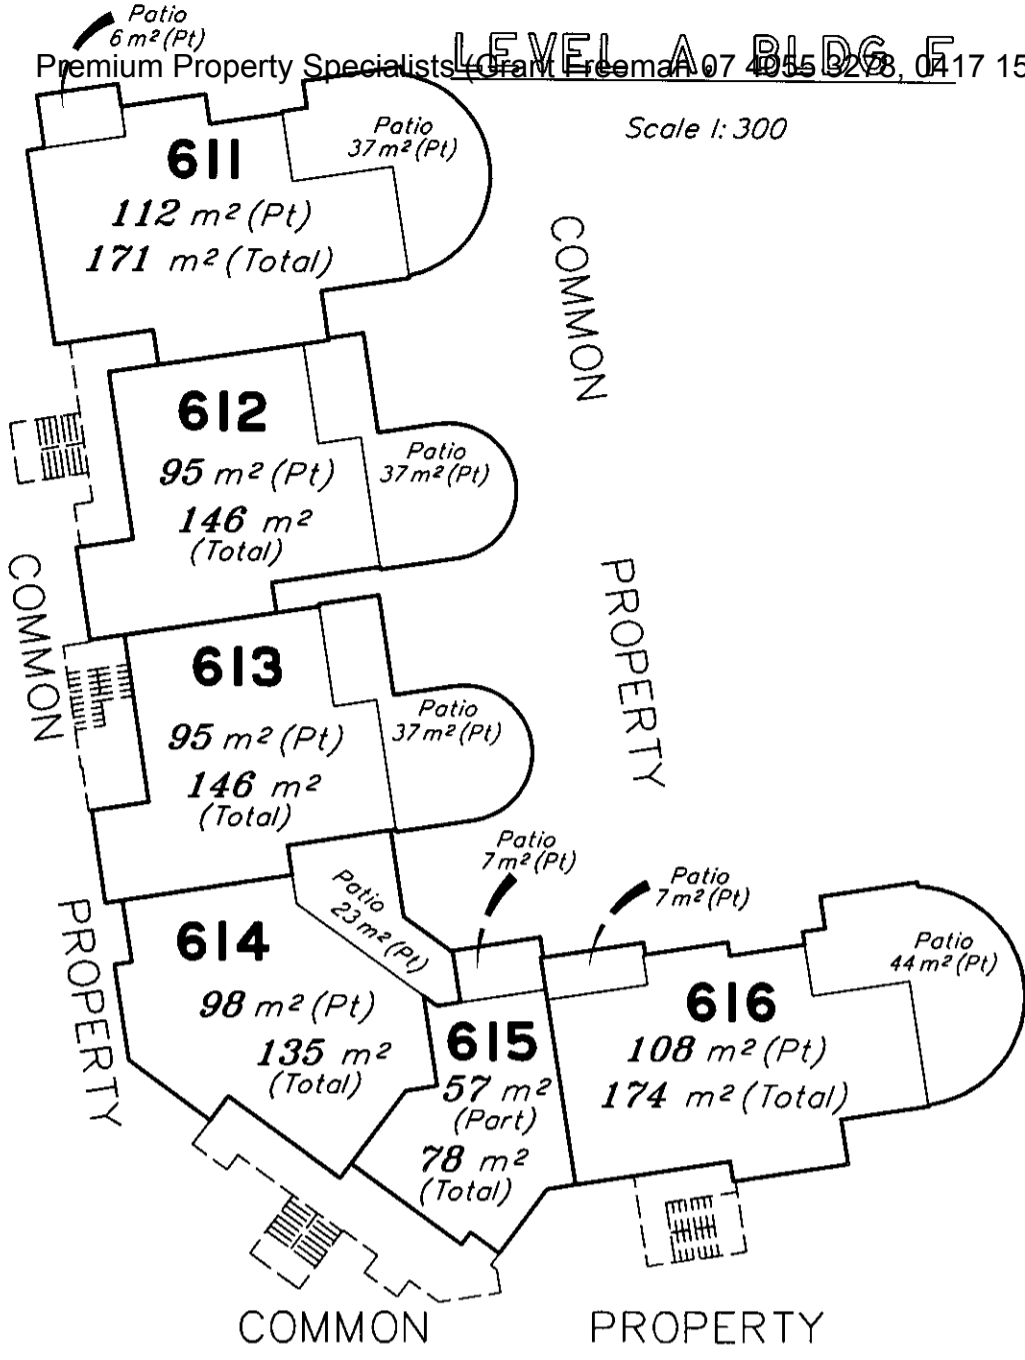 LEVEL A, BLDG F
Premium Property Specialists (Grant Freeman 07 4055 3278, 0417 15
Scale 1:300
Patio
6 m² (Pt)
Patio
37 m² (Pt)
611
112 m² (Pt)
171 m² (Total)
COMMON
612
95 m² (Pt)
146 m²
(Total)
Patio
37 m² (Pt)
COMMON
PROPERTY
613
95 m² (Pt)
146 m²
(Total)
Patio
37 m² (Pt)
Patio
7 m² (Pt)
Patio
7 m² (Pt)
Patio
23 m² (Pt)
PROPERTY
614
98 m² (Pt)
135 m²
(Total)
615
57 m²
(Part)
78 m²
(Total)
616
108 m² (Pt)
174 m² (Total)
Patio
44 m² (Pt)
COMMON PROPERTY